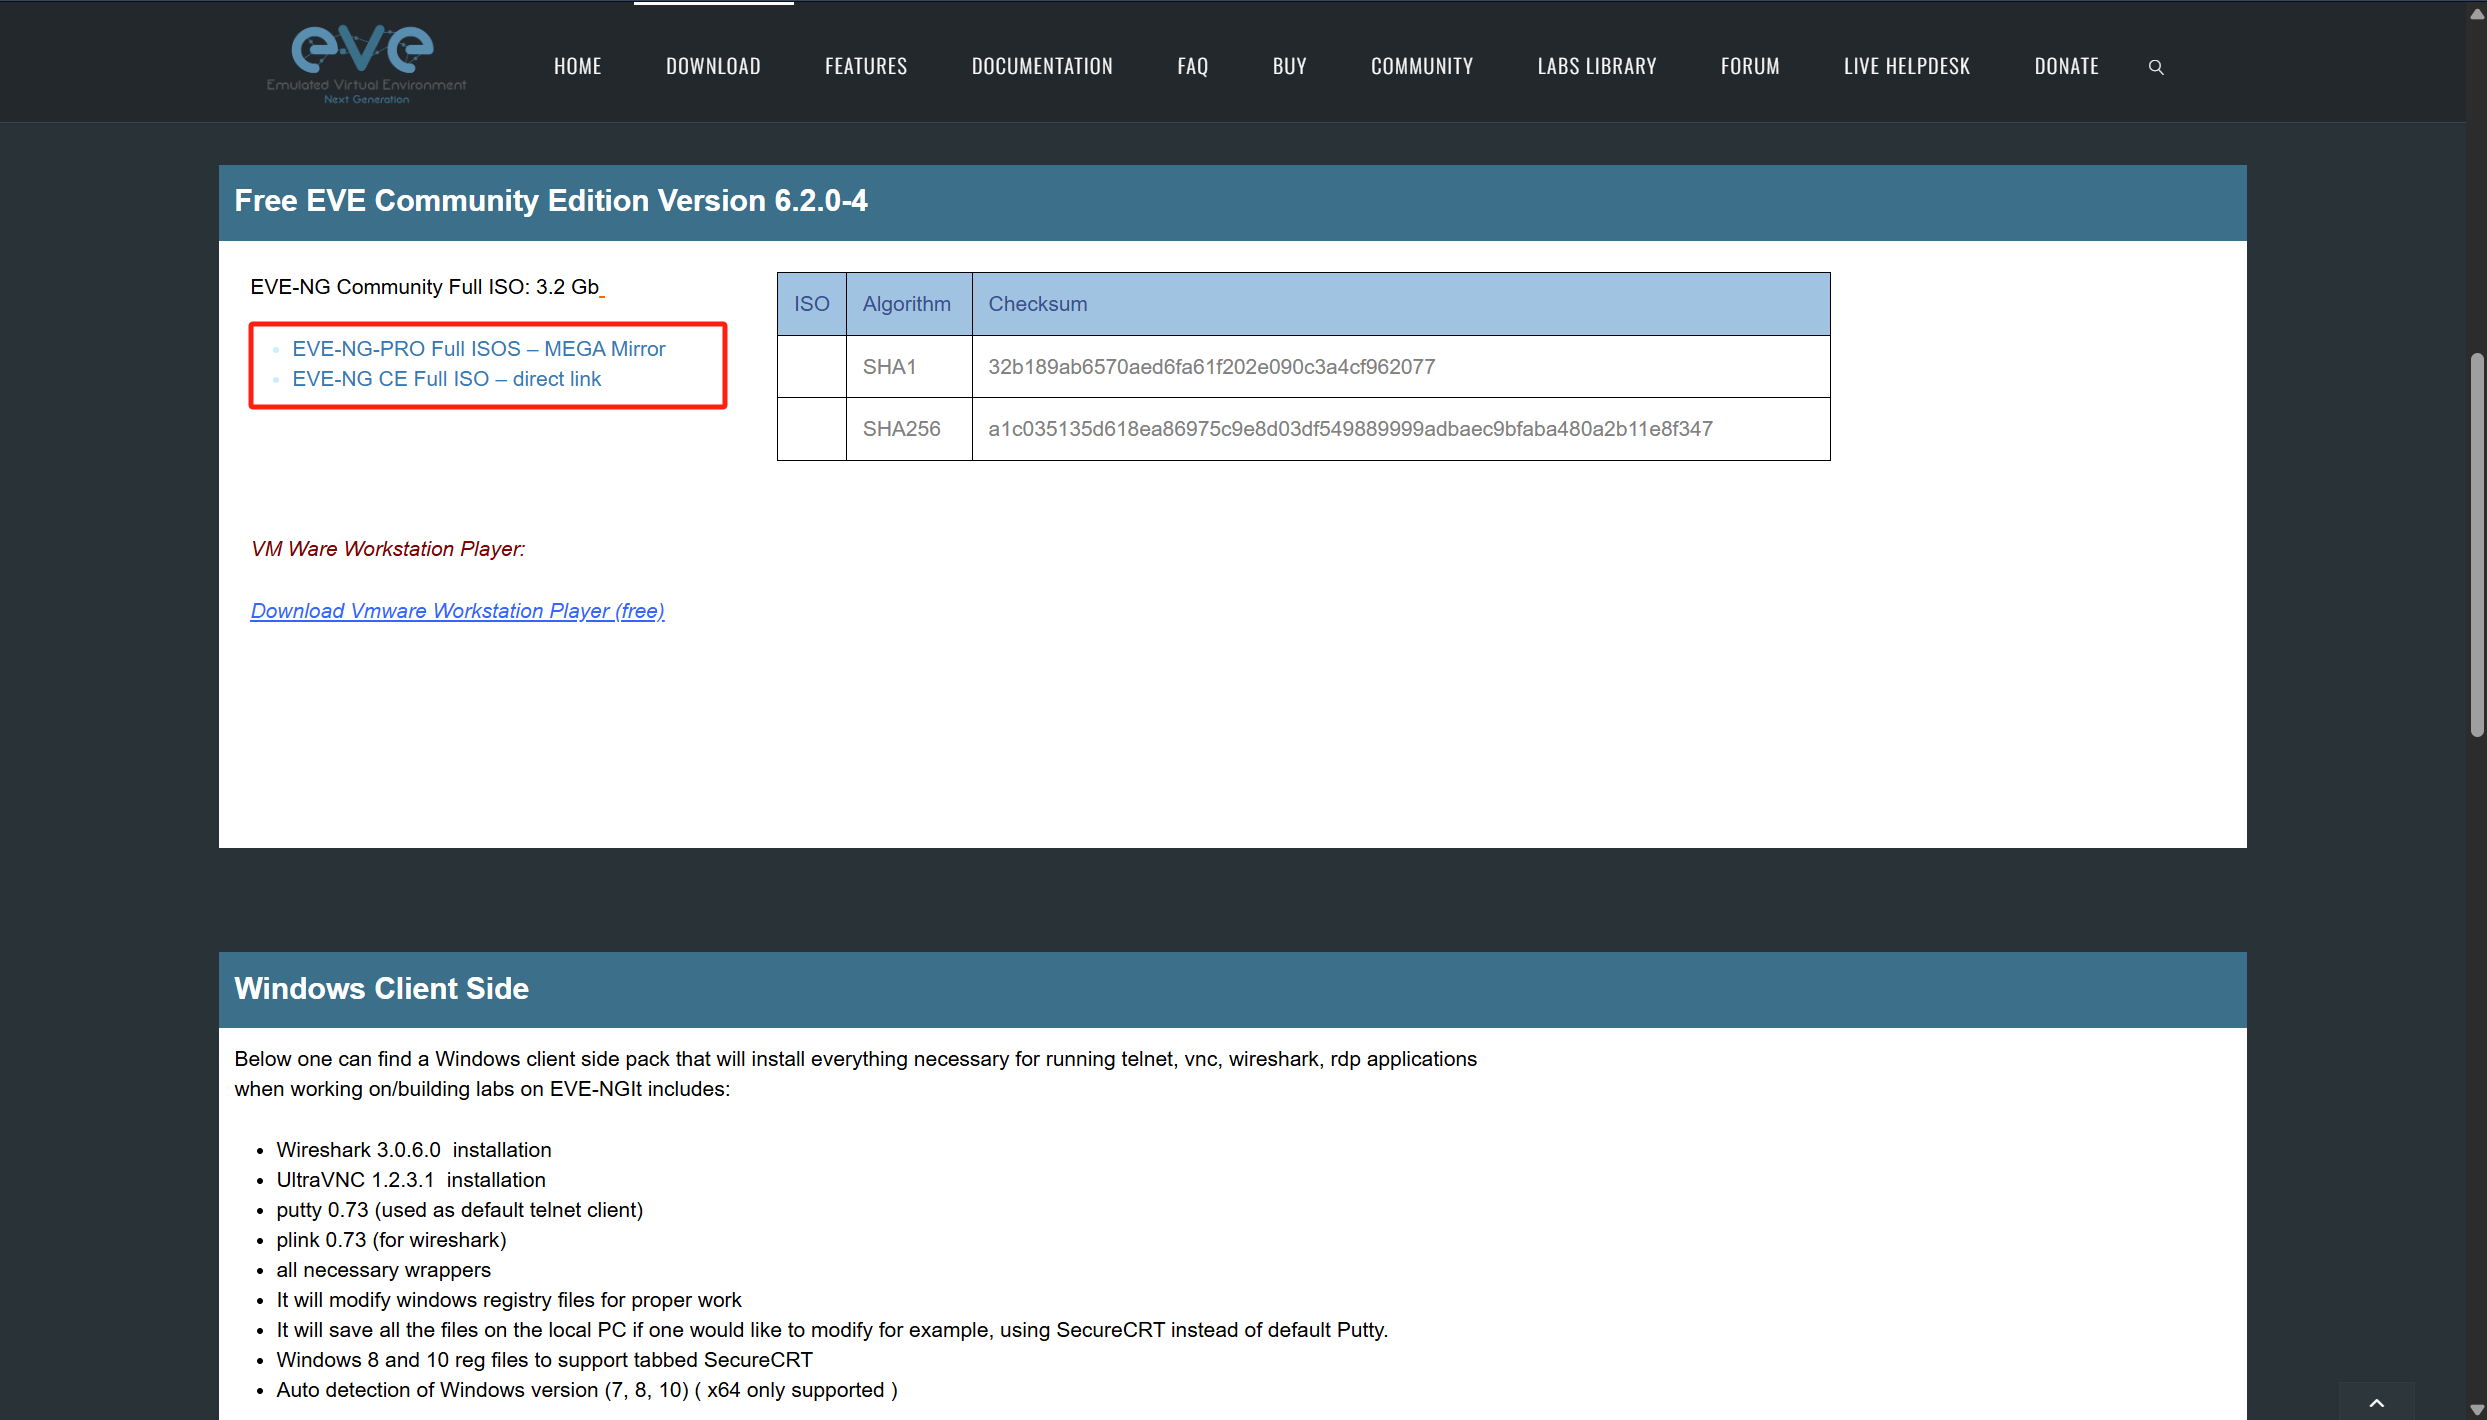 eve
Emulated Virtual Environment
Next Generation
HOME
DOWNLOAD
FEATURES
DOCUMENTATION
FAQ
BUY
COMMUNITY
LABS LIBRARY
FORUM
LIVE HELPDESK
DONATE
Free EVE Community Edition Version 6.2.0-4
EVE-NG Community Full ISO: 3.2 Gb
EVE-NG-PRO Full ISOS – MEGA Mirror
EVE-NG CE Full ISO – direct link
ISO Algorithm Checksum
SHA1 32b189ab6570aed6fa61f202e090c3a4cf962077
SHA256 a1c035135d618ea86975c9e8d03df549889999adbaec9bfaba480a2b11e8f347
VM Ware Workstation Player:
Download Vmware Workstation Player (free)
Windows Client Side
Below one can find a Windows client side pack that will install everything necessary for running telnet, vnc, wireshark, rdp applications
when working on/building labs on EVE-NGIt includes:
• Wireshark 3.0.6.0  installation
• UltraVNC 1.2.3.1  installation
• putty 0.73 (used as default telnet client)
• plink 0.73 (for wireshark)
• all necessary wrappers
• It will modify windows registry files for proper work
• It will save all the files on the local PC if one would like to modify for example, using SecureCRT instead of default Putty.
• Windows 8 and 10 reg files to support tabbed SecureCRT
• Auto detection of Windows version (7, 8, 10) ( x64 only supported )